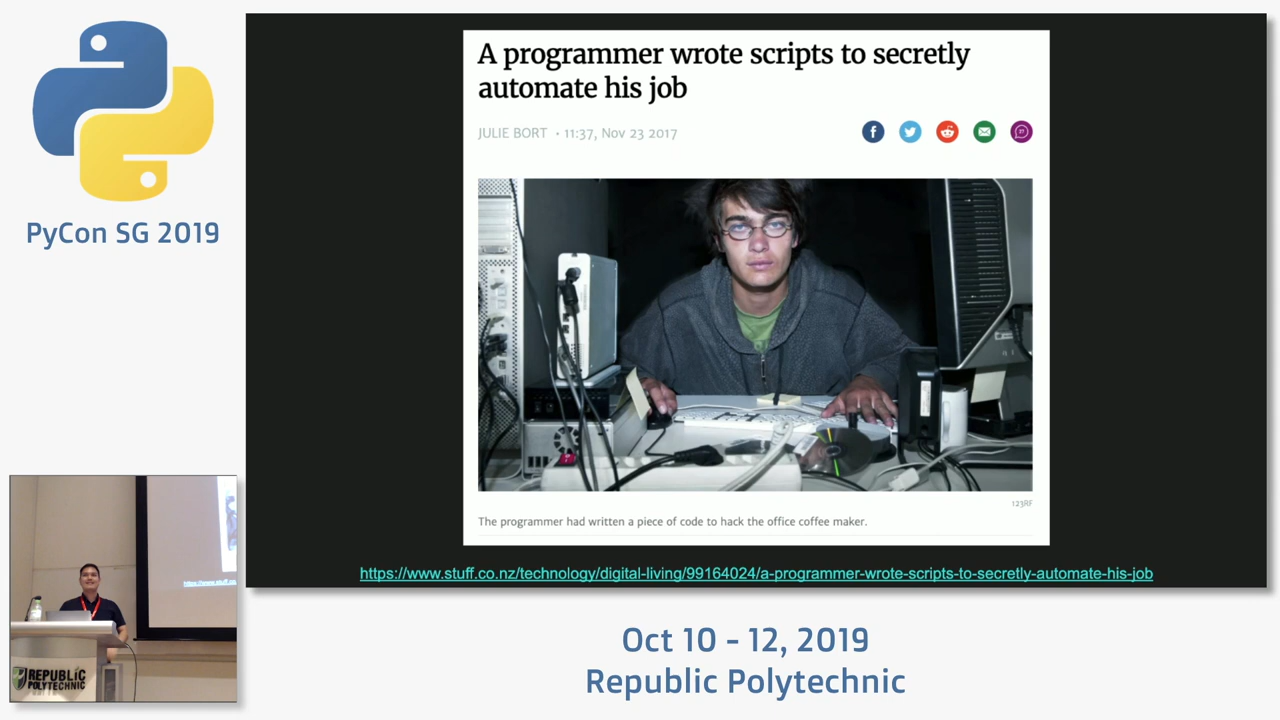 PyCon SG 2019
A programmer wrote scripts to secretly
automate his job
JULIE BORT • 11:37, Nov 23 2017
123RF
The programmer had written a piece of code to hack the office coffee maker.
https://www.stuff.co.nz/technology/digital-living/99164024/a-programmer-wrote-scripts-to-secretly-automate-his-job
REPUBLIC
POLYTECHNIC
Oct 10 - 12, 2019
Republic Polytechnic